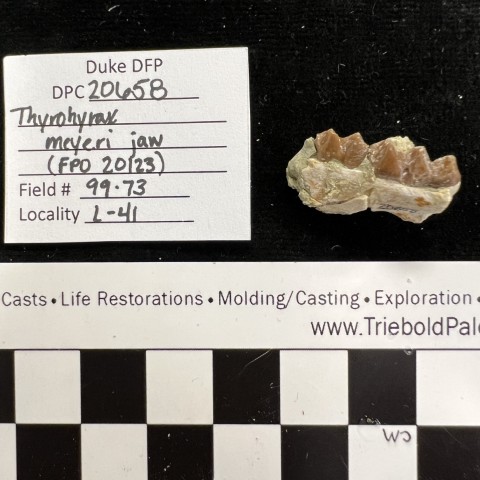 Duke DFP
DPC 20658
Thyrohyrax
meyeri jaw
(FPO 20123)
Field # 99-73
Locality L-41
Casts • Life Restorations • Molding/Casting • Exploration •
www.TrieboldPale
cm